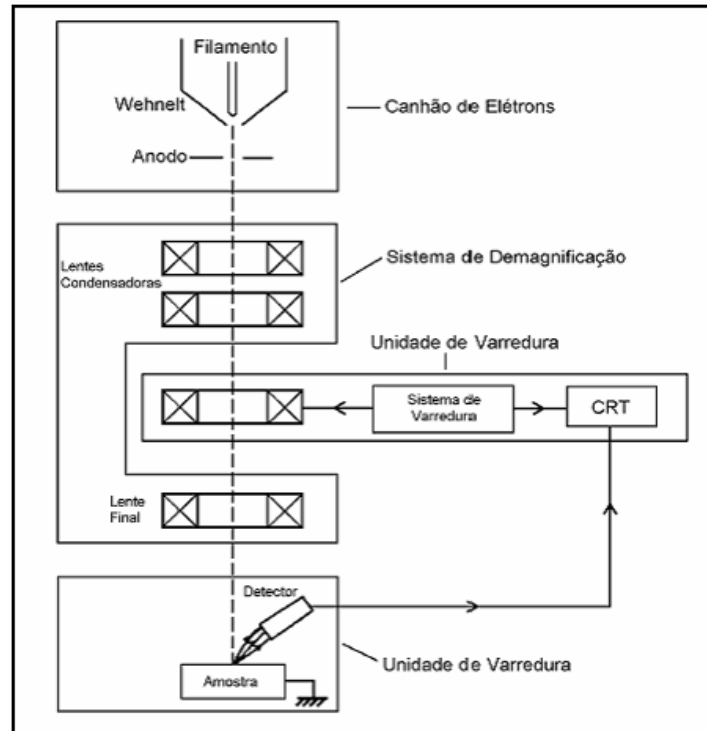 Filamento
Wehnelt
Canhão de Elétrons
Anodo
Lentes
Condensadoras
Sistema de Demagnificação
Unidade de Varredura
Sistema de
Varredura
CRT
Lente
Final
Detector
Unidade de Varredura
Amostra